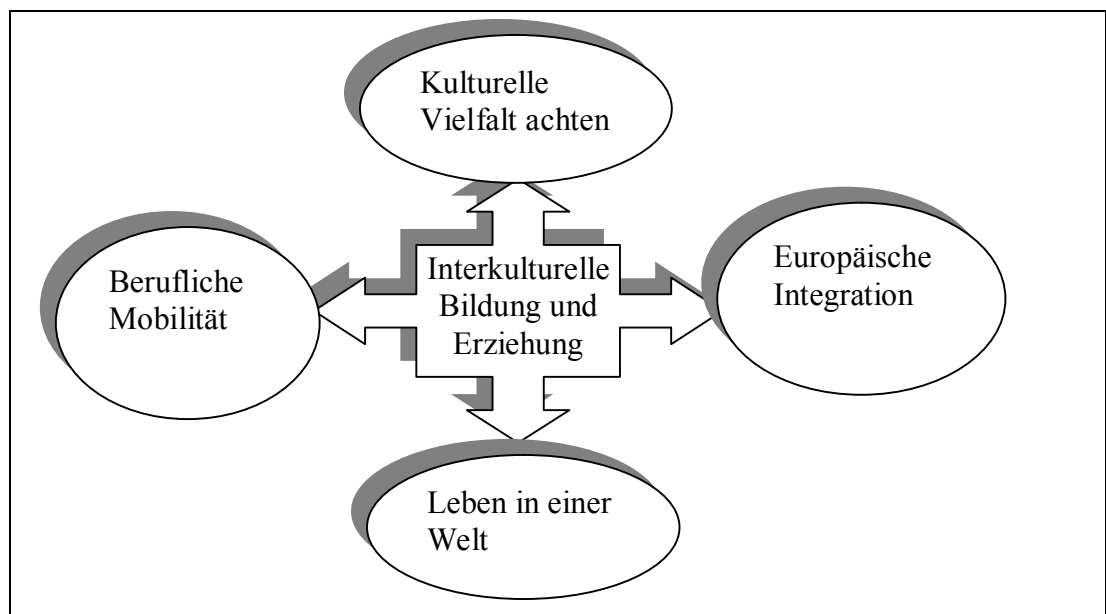 Kulturelle
Vielfalt achten
Berufliche
Mobilität
Interkulturelle
Bildung und
Erziehung
Europäische
Integration
Leben in einer
Welt